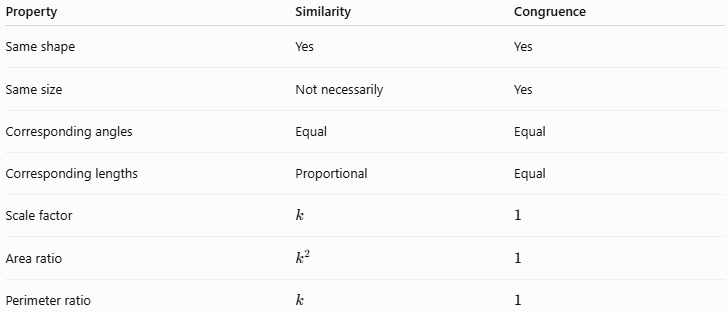 Property Similarity Congruence
Same shape Yes Yes
Same size Not necessarily Yes
Corresponding angles Equal Equal
Corresponding lengths Proportional Equal
Scale factor k 1
Area ratio k² 1
Perimeter ratio k 1